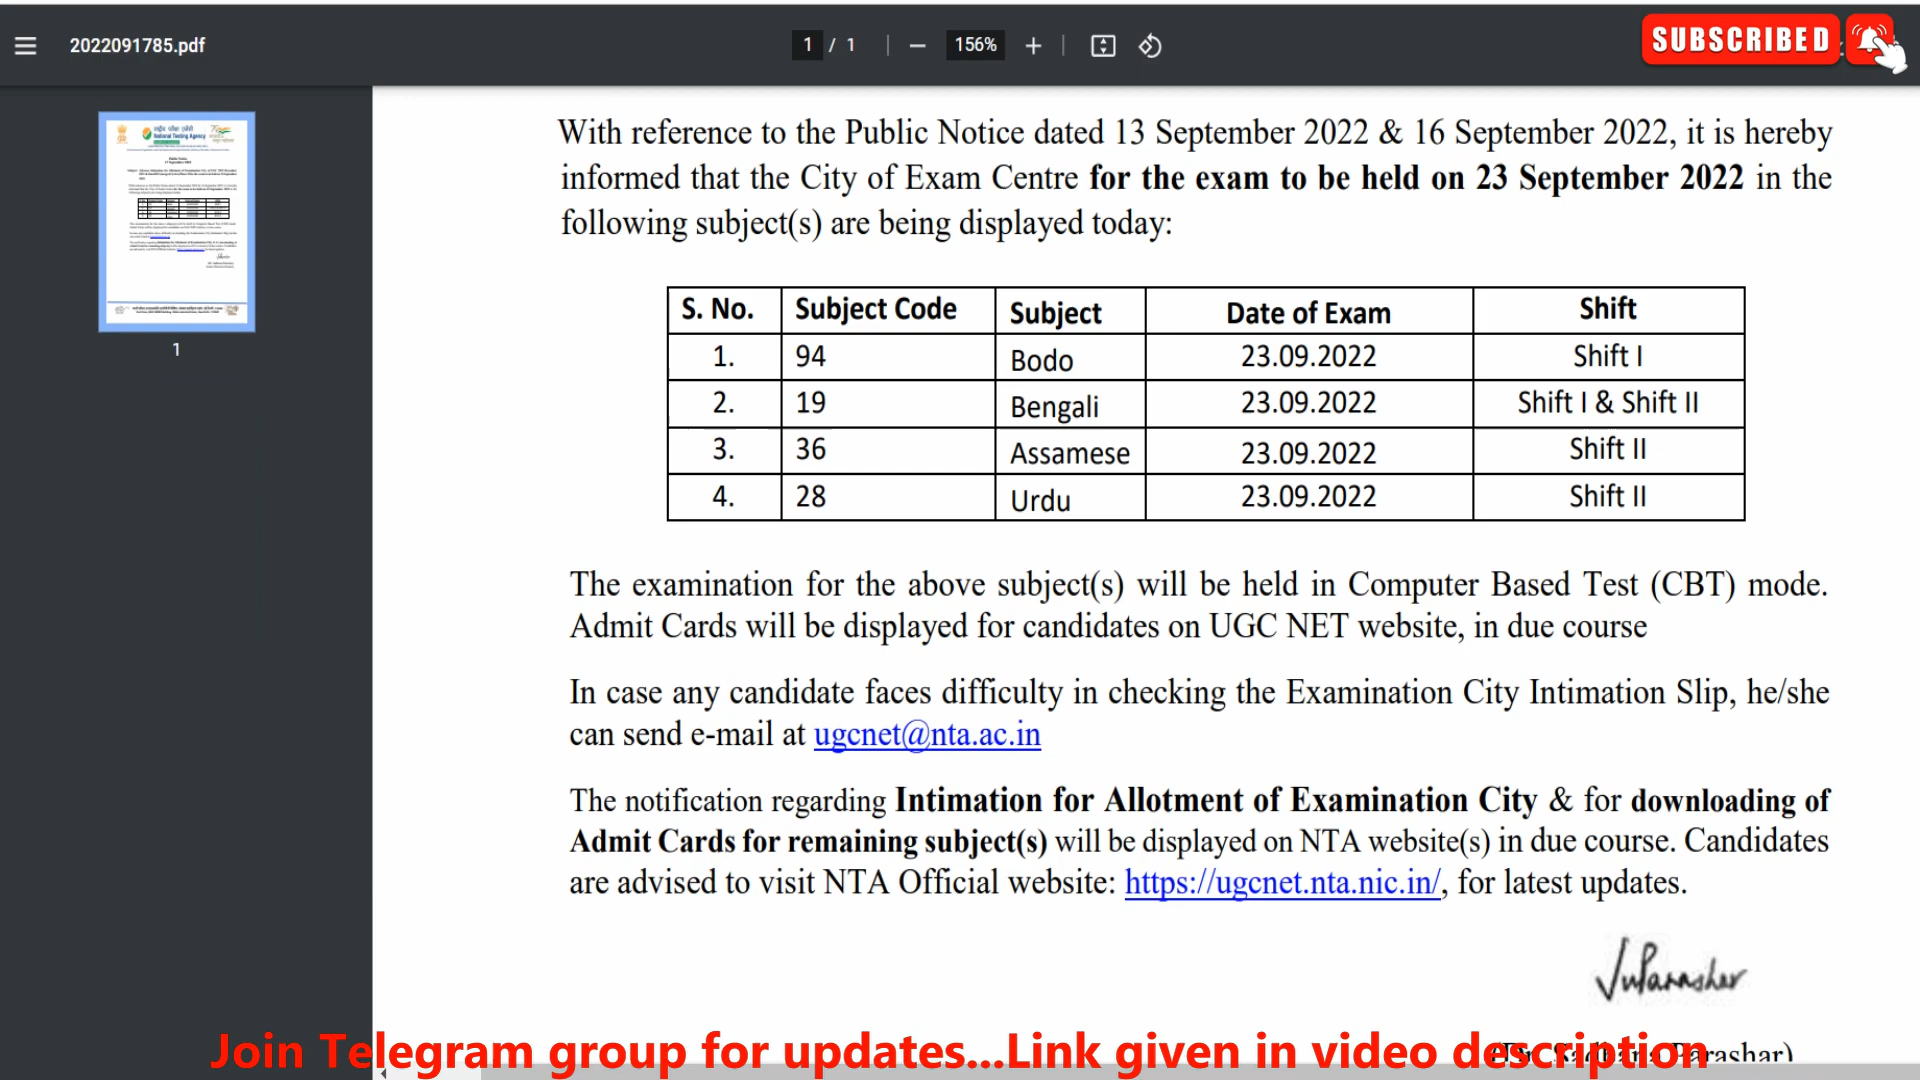 2022091785.pdf
1 / 1
156%
SUBSCRIBED
With reference to the Public Notice dated 13 September 2022 & 16 September 2022, it is hereby
informed that the City of Exam Centre for the exam to be held on 23 September 2022 in the
following subject(s) are being displayed today:
S. No. Subject Code Subject Date of Exam Shift
1. 94 Bodo 23.09.2022 Shift I
2. 19 Bengali 23.09.2022 Shift I & Shift II
3. 36 Assamese 23.09.2022 Shift II
4. 28 Urdu 23.09.2022 Shift II
The examination for the above subject(s) will be held in Computer Based Test (CBT) mode.
Admit Cards will be displayed for candidates on UGC NET website, in due course
In case any candidate faces difficulty in checking the Examination City Intimation Slip, he/she
can send e-mail at ugcnet@nta.ac.in
The notification regarding Intimation for Allotment of Examination City & for downloading of
Admit Cards for remaining subject(s) will be displayed on NTA website(s) in due course. Candidates
are advised to visit NTA Official website: https://ugcnet.nta.nic.in/, for latest updates.
Parashar)
Join Telegram group for updates...Link given in video description
राष्ट्रीय परीक्षा एजेंसी
National Testing Agency
1